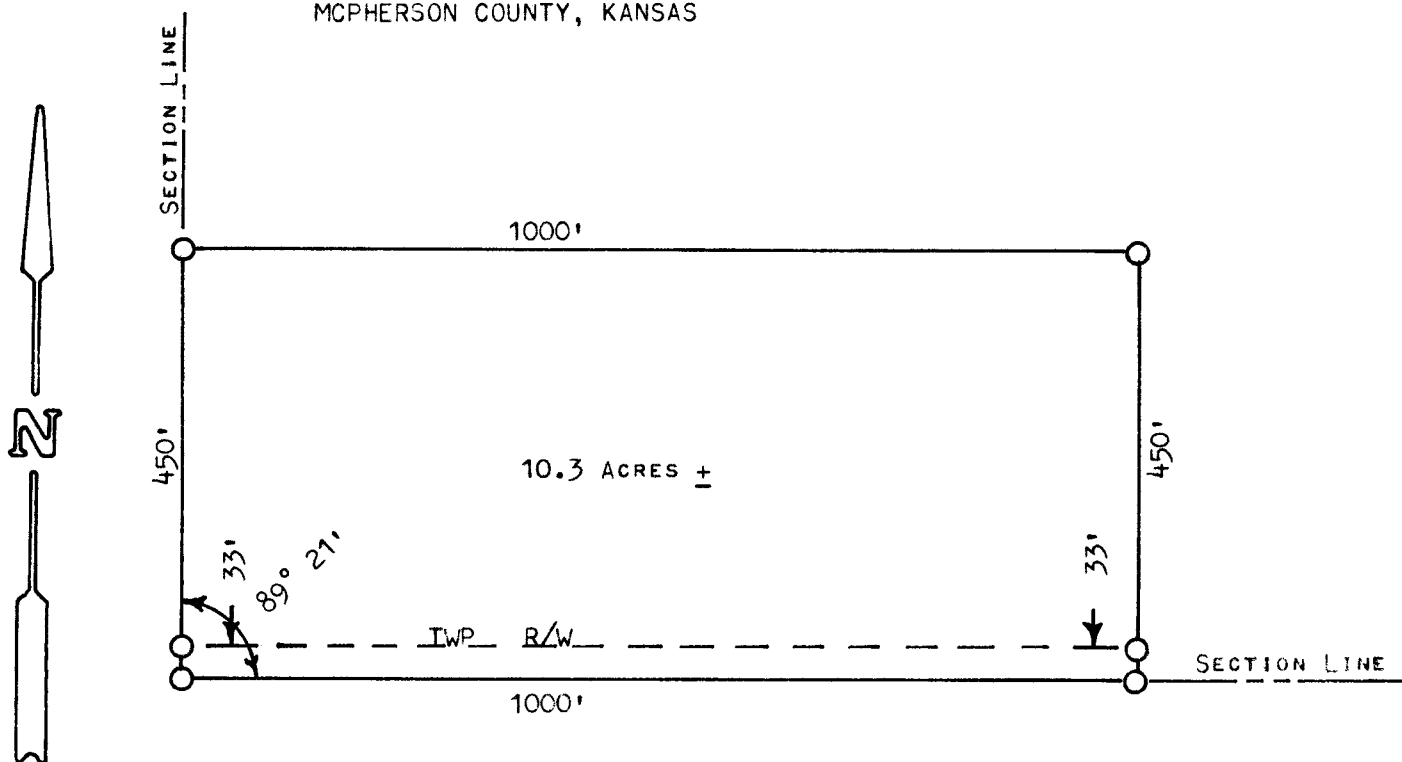 MCPHERSON COUNTY, KANSAS
SECTION LINE
1000'
N
450'
450'
10.3 ACRES ±
33'
89° 21'
33'
TWP R/W
SECTION LINE
1000'